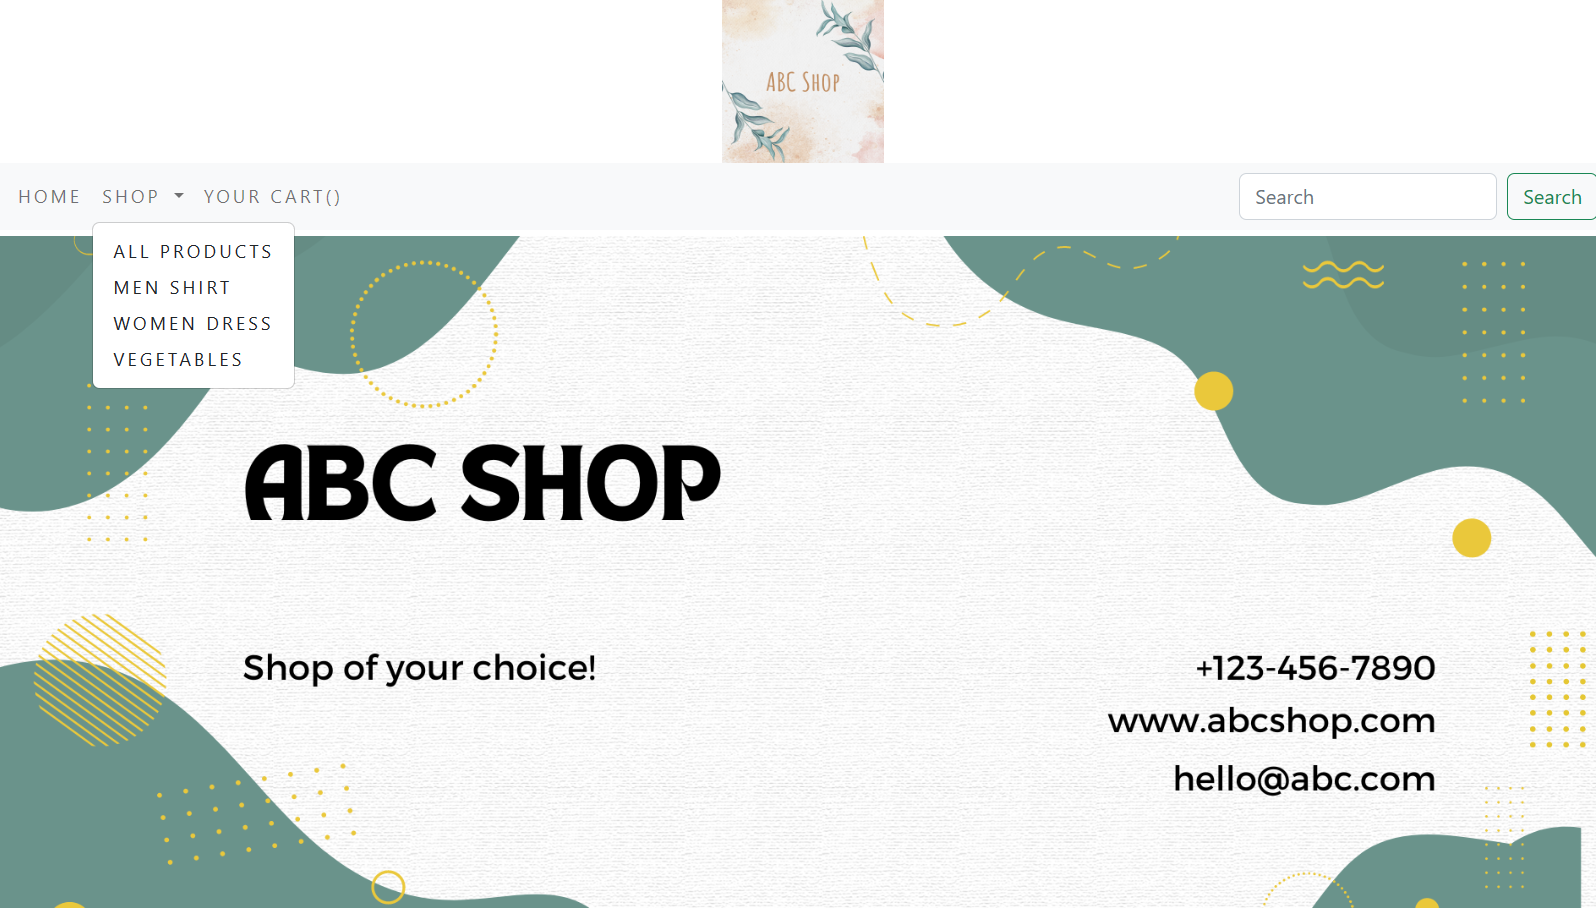 ABC Shop
HOME SHOP YOUR CART() Search Search
ALL PRODUCTS
MEN SHIRT
WOMEN DRESS
VEGETABLES
ABC SHOP
Shop of your choice!
+123-456-7890
www.abcshop.com
hello@abc.com